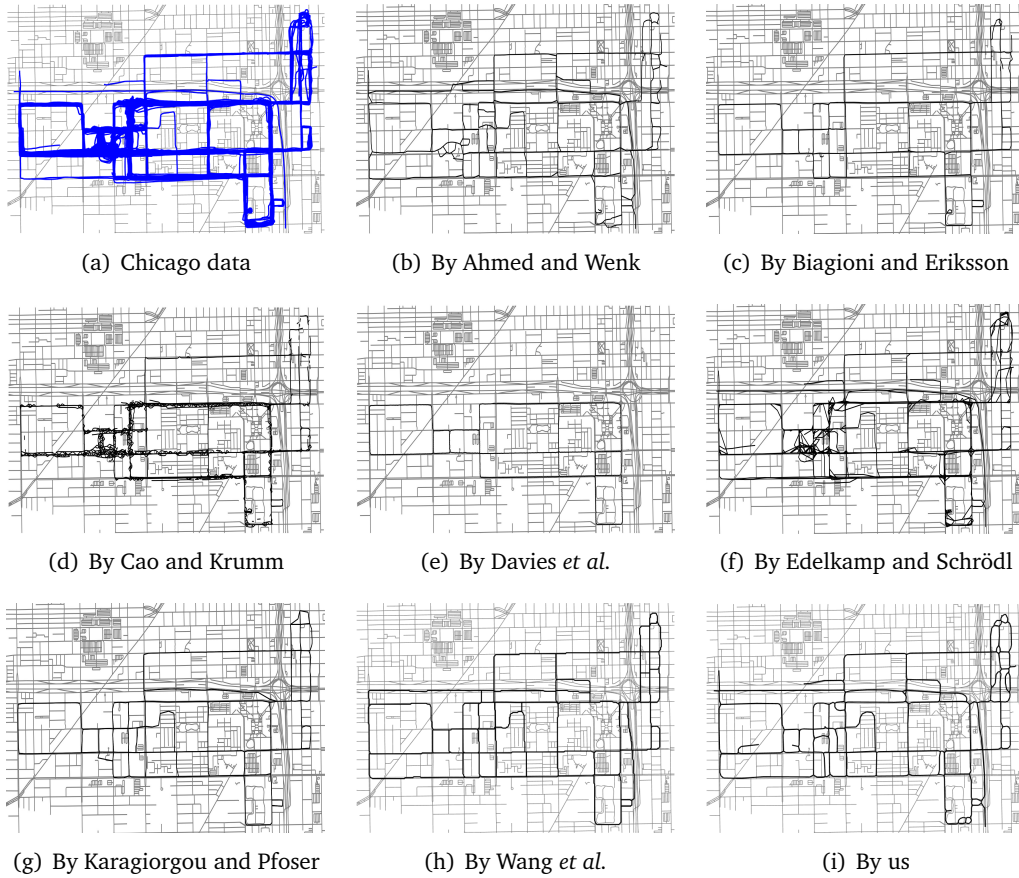 (a) Chicago data
(b) By Ahmed and Wenk
(c) By Biagioni and Eriksson
(d) By Cao and Krumm
(e) By Davies et al.
(f) By Edelkamp and Schrödl
(g) By Karagiorgou and Pfoser
(h) By Wang et al.
(i) By us